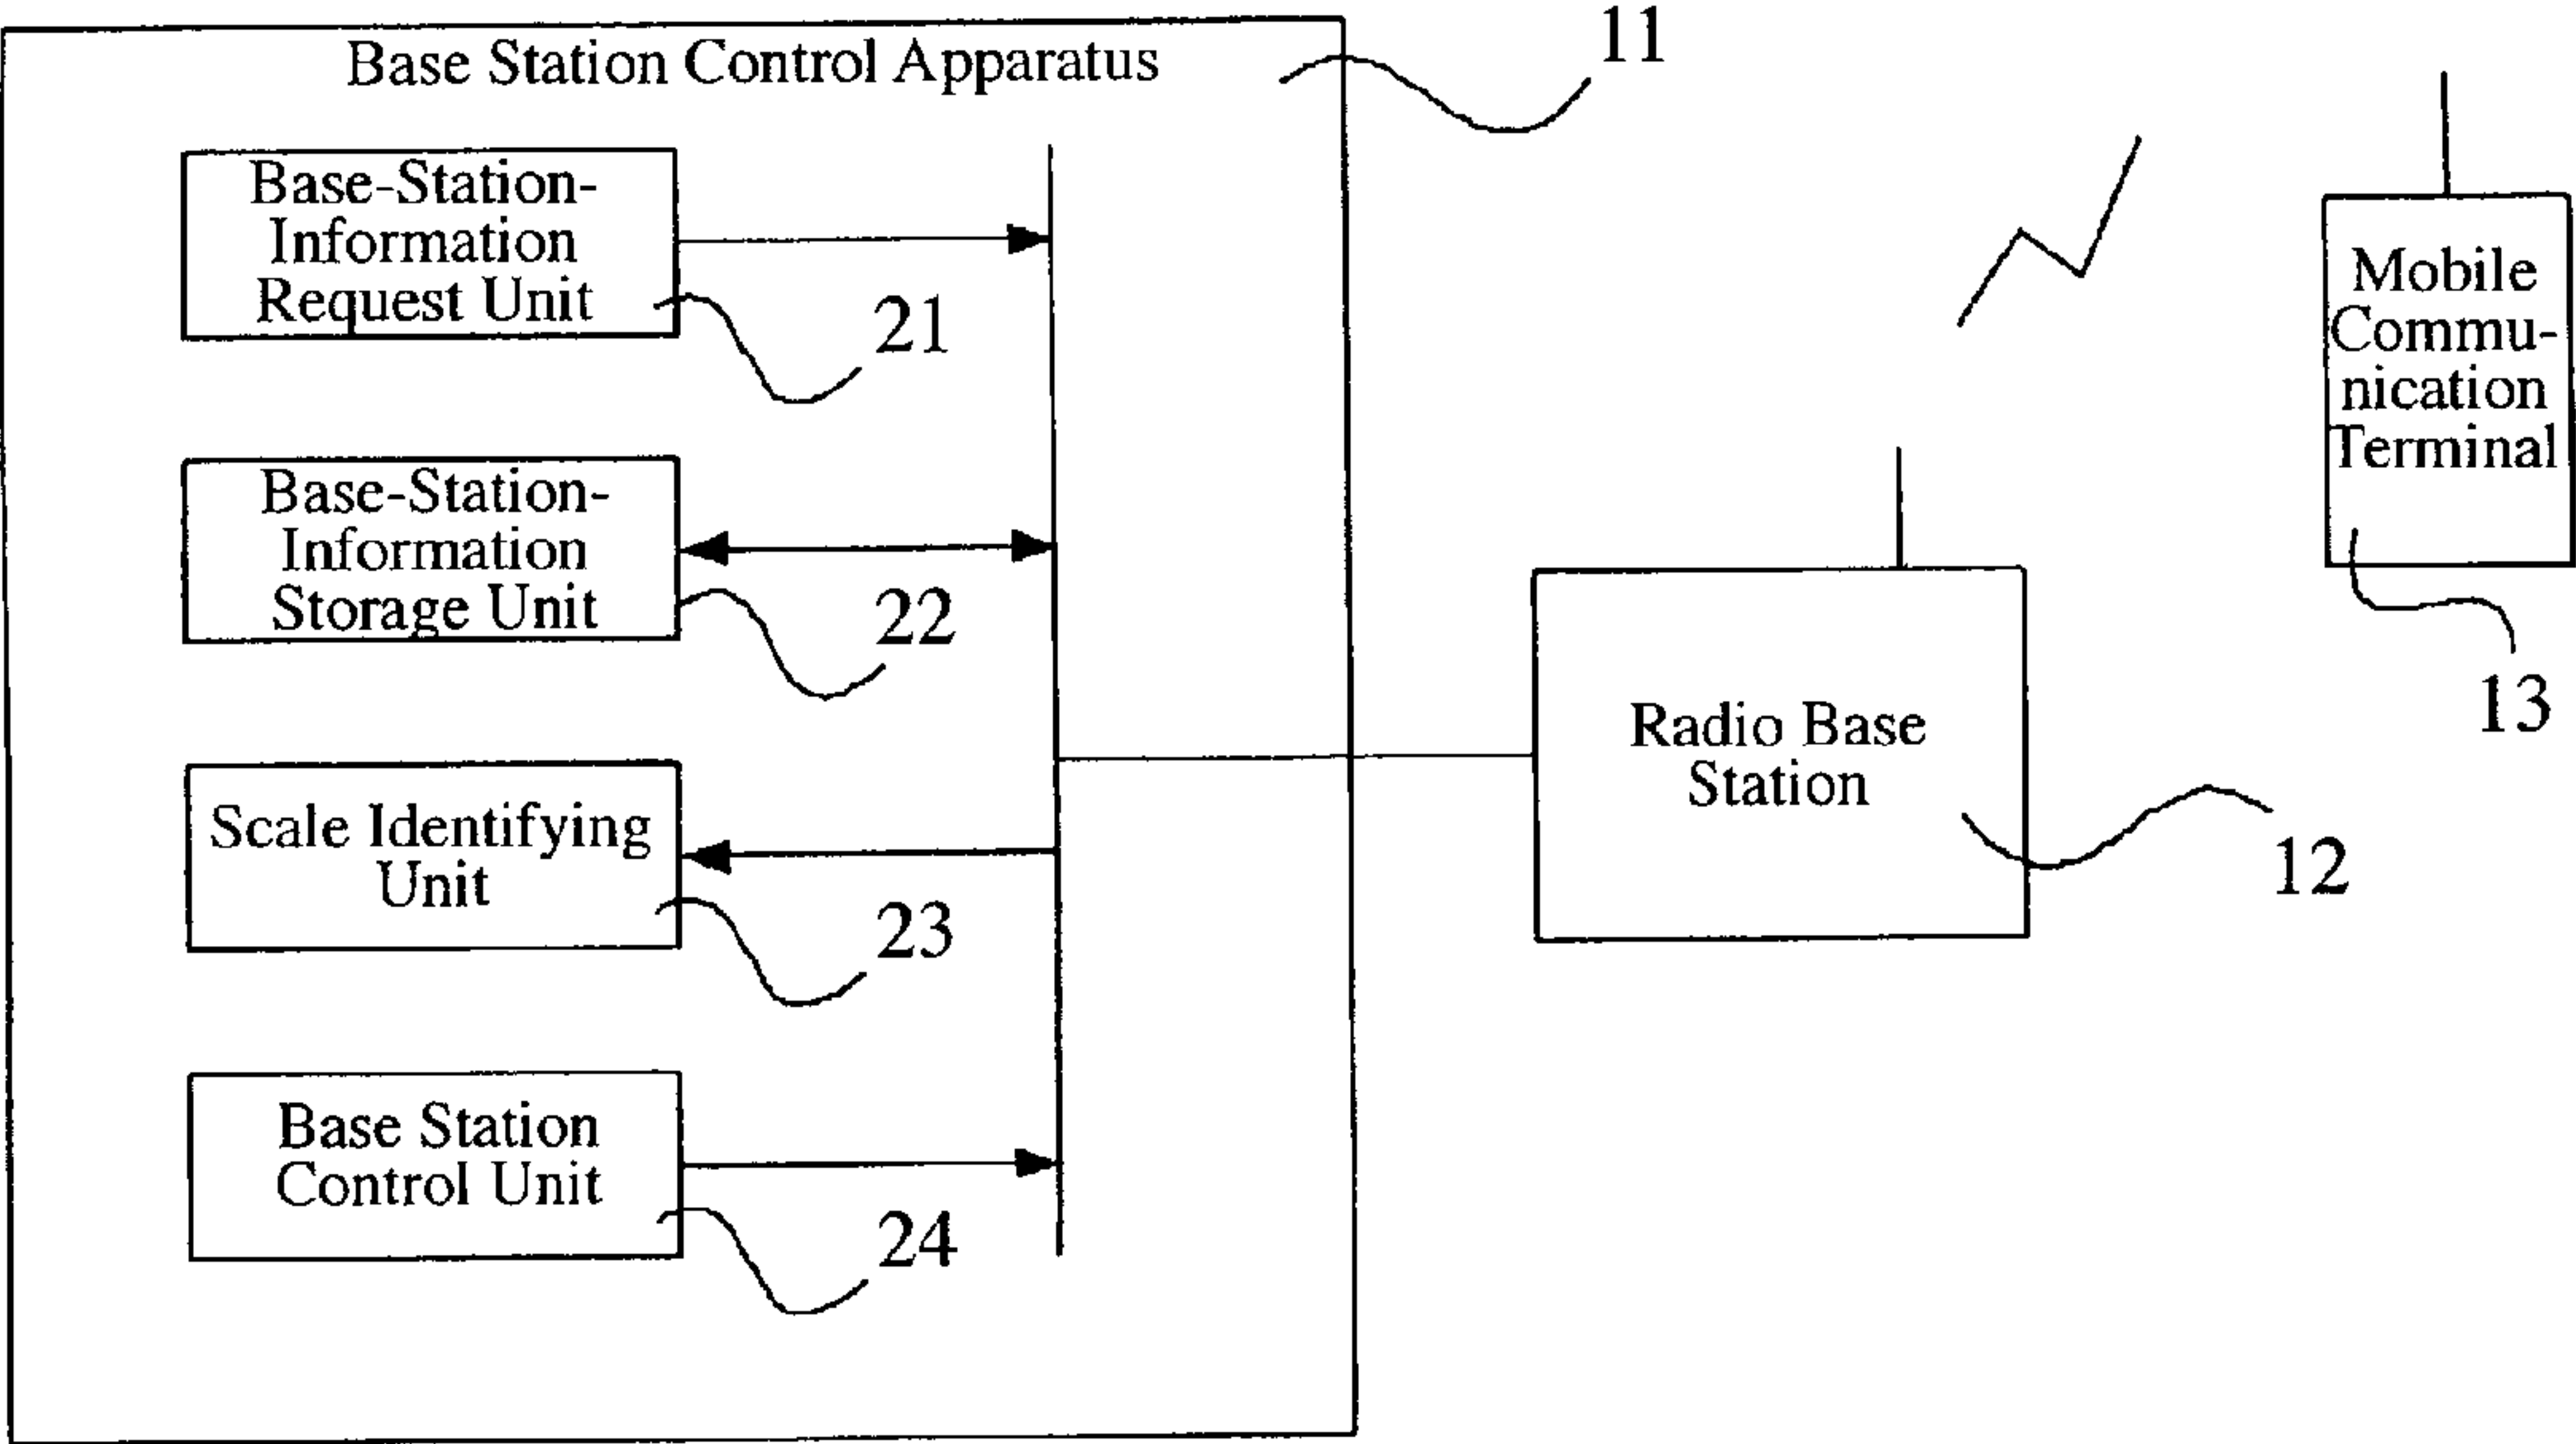 Base Station Control Apparatus
11
Base-Station-
Information
Request Unit
21
Base-Station-
Information
Storage Unit
22
Scale Identifying
Unit
23
Base Station
Control Unit
24
Radio Base
Station
12
Mobile
Commu-
nication
Terminal
13